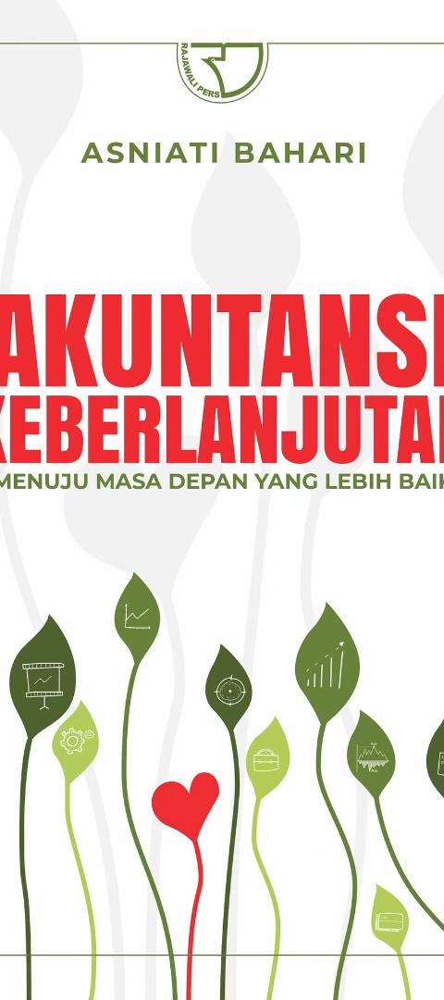 RAJAWALI PERS
ASNIATI BAHARI
AKUNTANSI
KEBERLANJUTAN
MENUJU MASA DEPAN YANG LEBIH BAIK